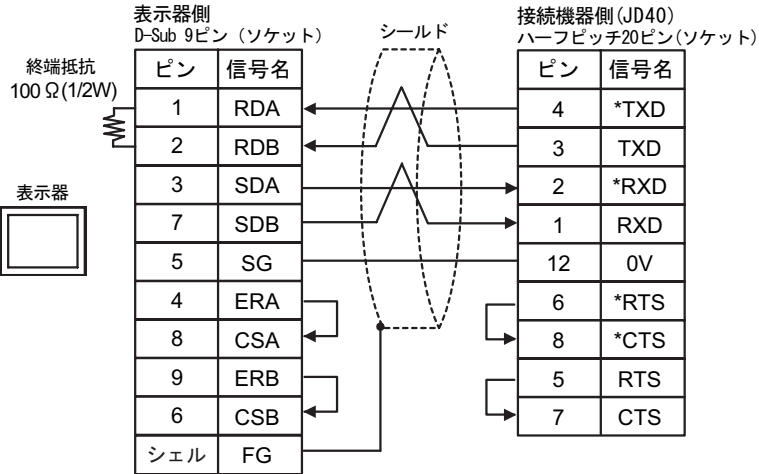 表示器側
D-Sub 9ピン（ソケット）
シールド
接続機器側(JD40)
ハーフピッチ20ピン(ソケット)
終端抵抗
100 Ω(1/2W)
表示器
ピン 信号名
1 RDA
2 RDB
3 SDA
7 SDB
5 SG
4 ERA
8 CSA
9 ERB
6 CSB
シェル FG
ピン 信号名
4 *TXD
3 TXD
2 *RXD
1 RXD
12 0V
6 *RTS
8 *CTS
5 RTS
7 CTS